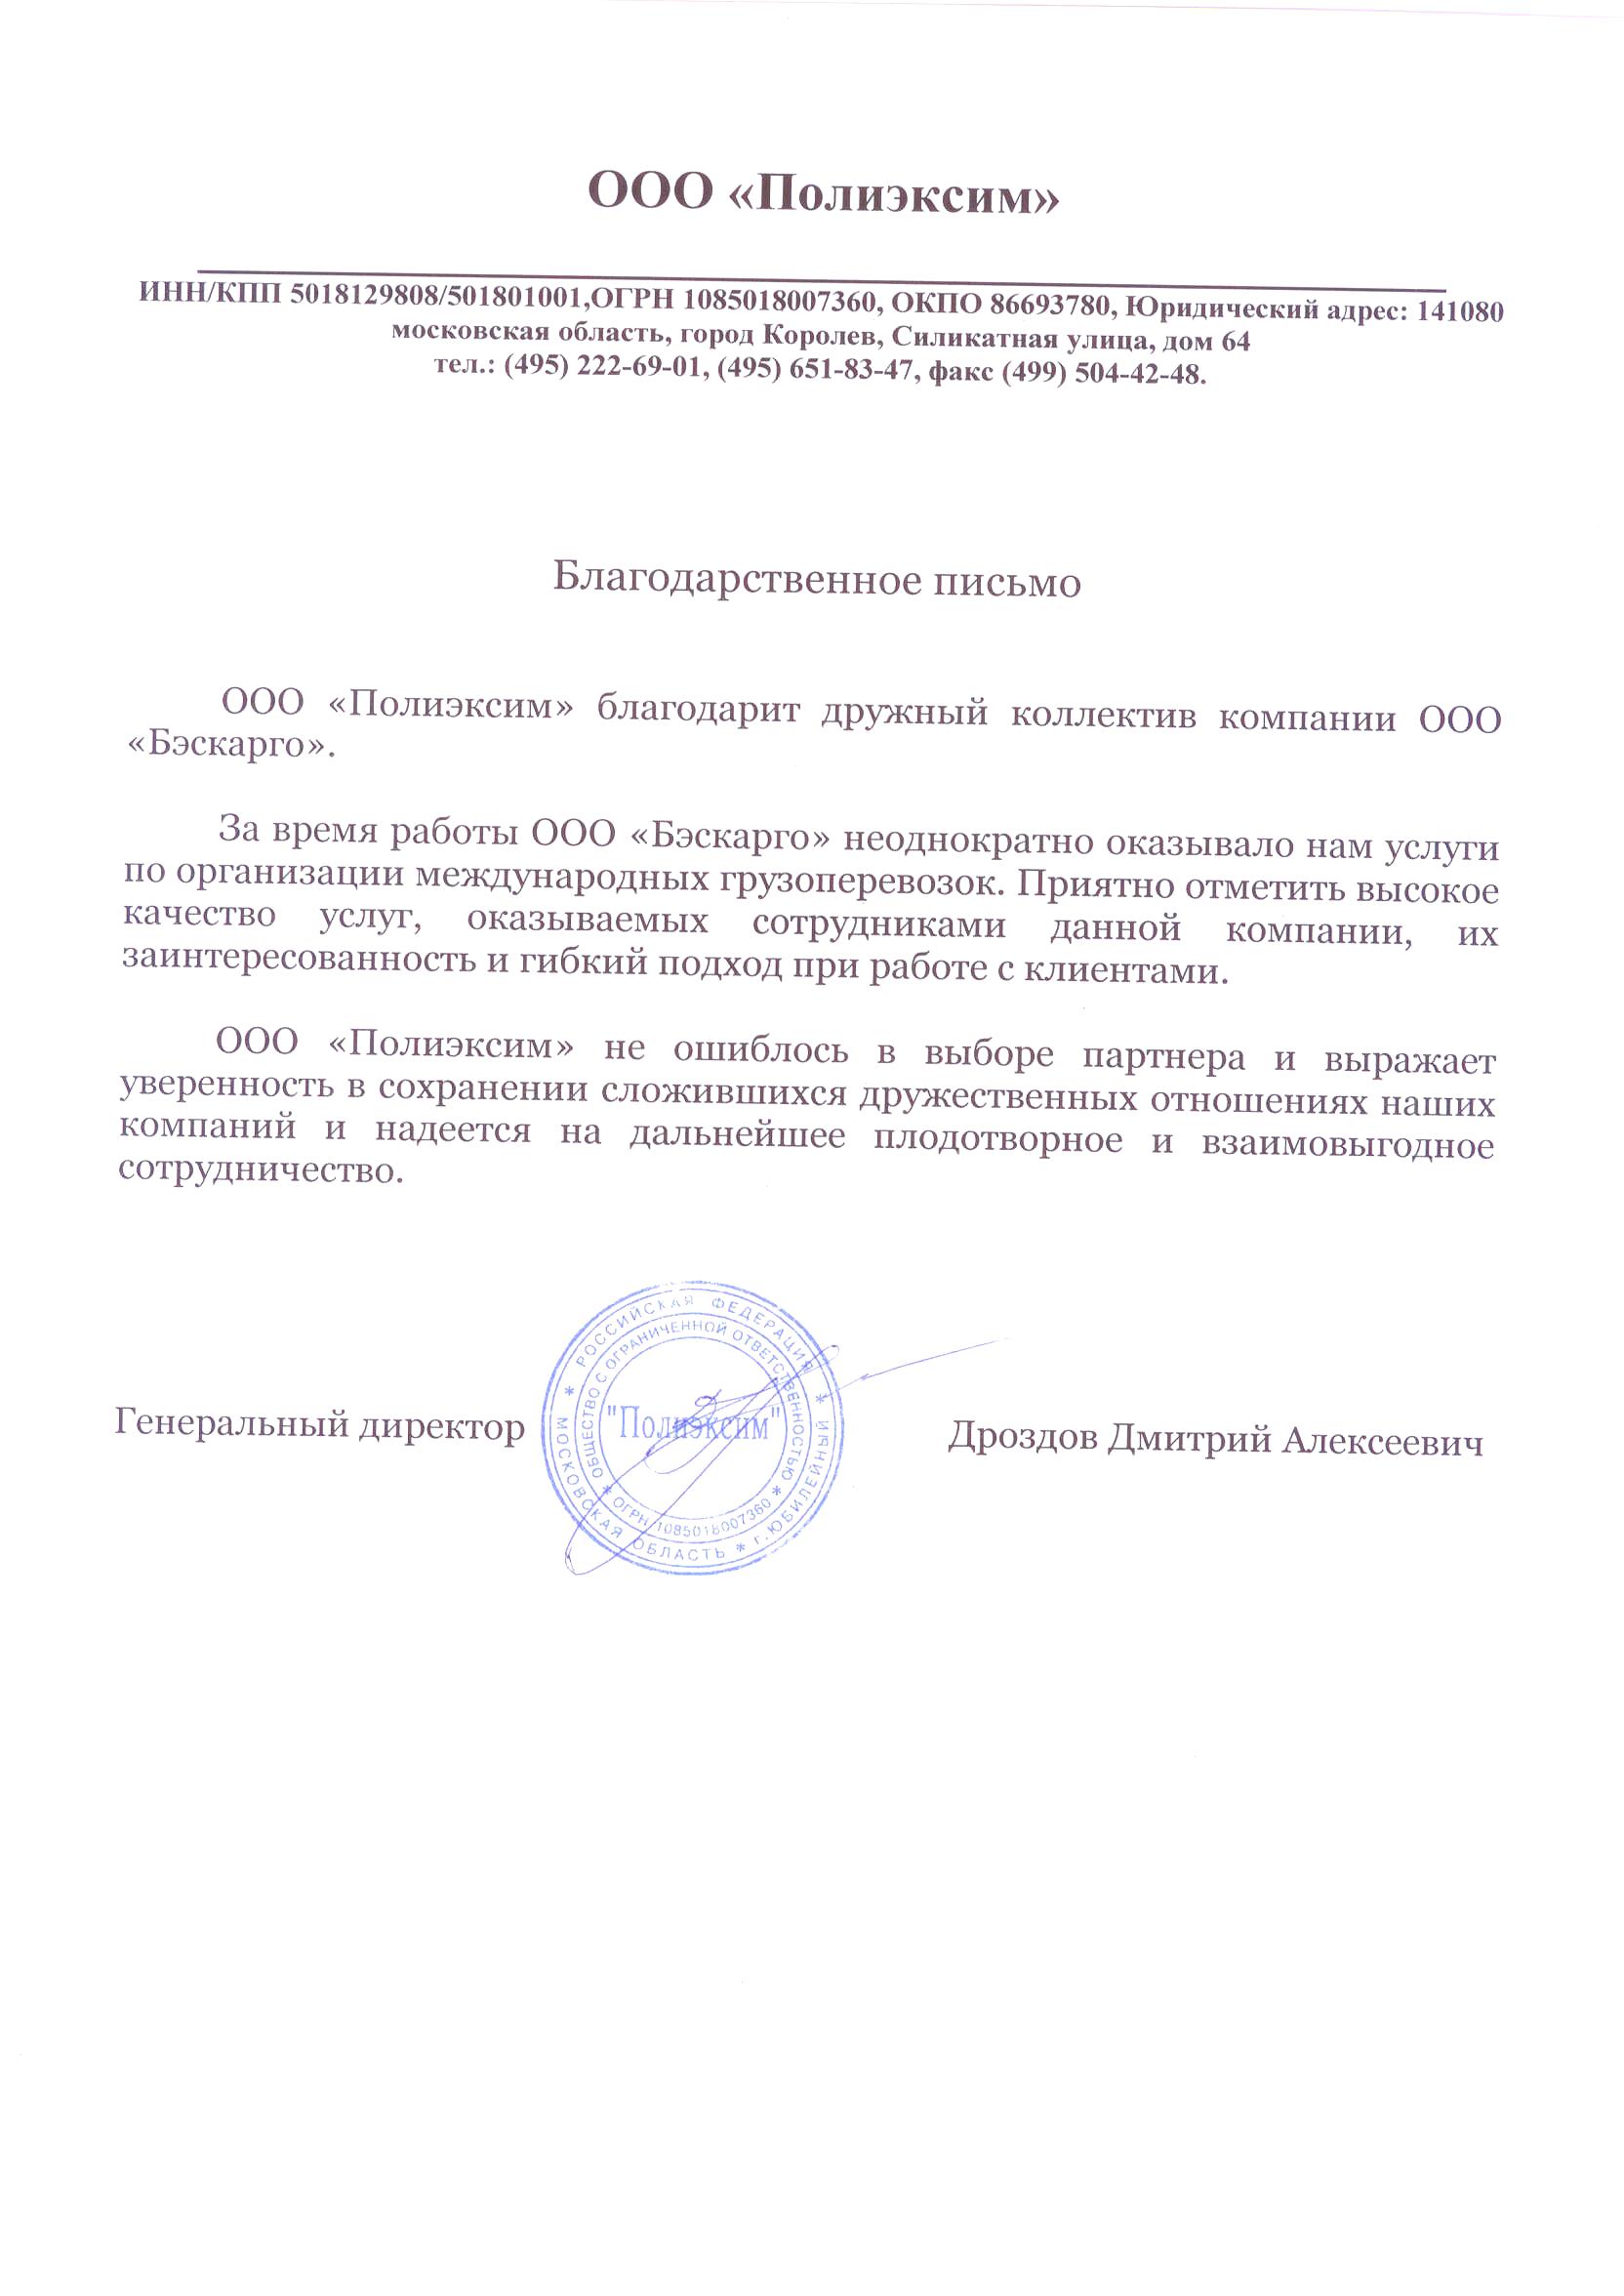 ООО «Полиэксим»
ИНН/КПП 5018129808/501801001,ОГРН 1085018007360, ОКПО 86693780, Юридический адрес: 141080
московская область, город Королев, Силикатная улица, дом 64
тел.: (495) 222-69-01, (495) 651-83-47, факс (499) 504-42-48.
Благодарственное письмо
ООО «Полиэксим» благодарит дружный коллектив компании ООО
«Бэскарго».
За время работы ООО «Бэскарго» неоднократно оказывало нам услуги
по организации международных грузоперевозок. Приятно отметить высокое
качество услуг, оказываемых сотрудниками данной компании, их
заинтересованность и гибкий подход при работе с клиентами.
ООО «Полиэксим» не ошиблось в выборе партнера и выражает
уверенность в сохранении сложившихся дружественных отношениях наших
компаний и надеется на дальнейшее плодотворное и взаимовыгодное
сотрудничество.
Генеральный директор
РОССИЙСКАЯ ФЕДЕРАЦИЯ * МОСКОВСКАЯ ОБЛАСТЬ * г.ЮБИЛЕЙНЫЙ *
ОБЩЕСТВО С ОГРАНИЧЕННОЙ ОТВЕТСТВЕННОСТЬЮ
* ОГРН 1085018007360 *
"Полиэксим"
Дроздов Дмитрий Алексеевич